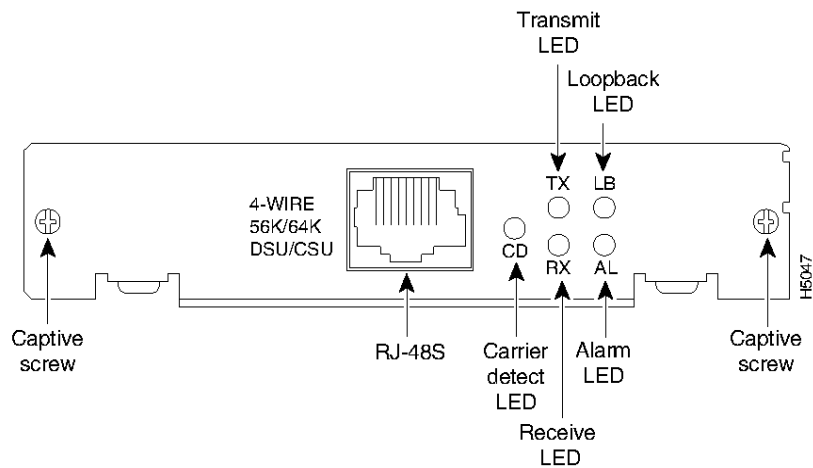 Transmit
LED
Loopback
LED
TX LB
4-WIRE
56K/64K
DSU/CSU
CD
RX AL
H5047
Captive
screw
RJ-48S
Carrier
detect
LED
Alarm
LED
Captive
screw
Receive
LED